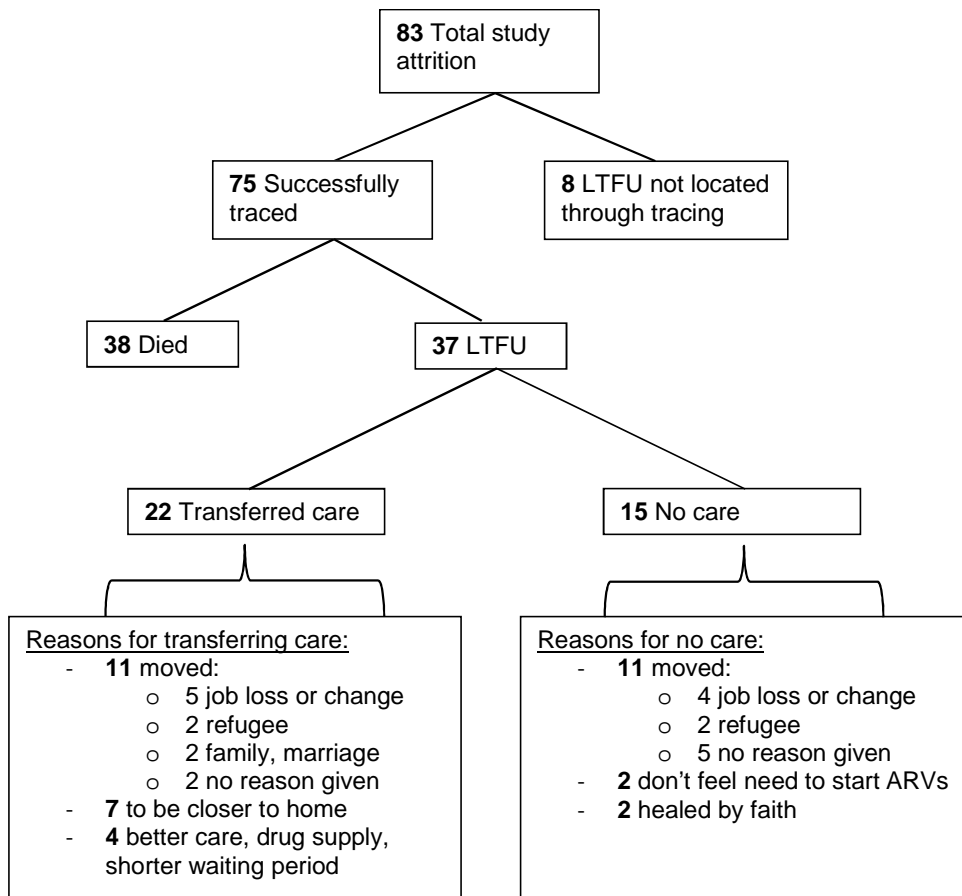 83 Total study
attrition
75 Successfully
traced
8 LTFU not located
through tracing
38 Died
37 LTFU
22 Transferred care
15 No care
Reasons for transferring care:
- 11 moved:
o 5 job loss or change
o 2 refugee
o 2 family, marriage
o 2 no reason given
- 7 to be closer to home
- 4 better care, drug supply,
shorter waiting period
Reasons for no care:
- 11 moved:
o 4 job loss or change
o 2 refugee
o 5 no reason given
- 2 don’t feel need to start ARVs
- 2 healed by faith